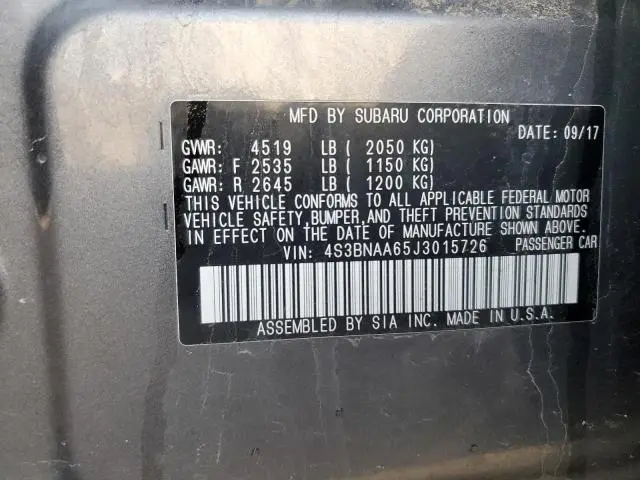 MFD BY SUBARU CORPORATION
DATE: 09/17
GVWR: 4519 LB ( 2050 KG)
GAWR: F 2535 LB ( 1150 KG)
GAWR: R 2645 LB ( 1200 KG)
THIS VEHICLE CONFORMS TO ALL APPLICABLE FEDERAL MOTOR
VEHICLE SAFETY, BUMPER, AND THEFT PREVENTION STANDARDS
IN EFFECT ON THE DATE OF MANUFACTURE SHOWN ABOVE.
VIN: 4S3BNAA65J3015726 PASSENGER CAR
ASSEMBLED BY SIA INC. MADE IN U.S.A.